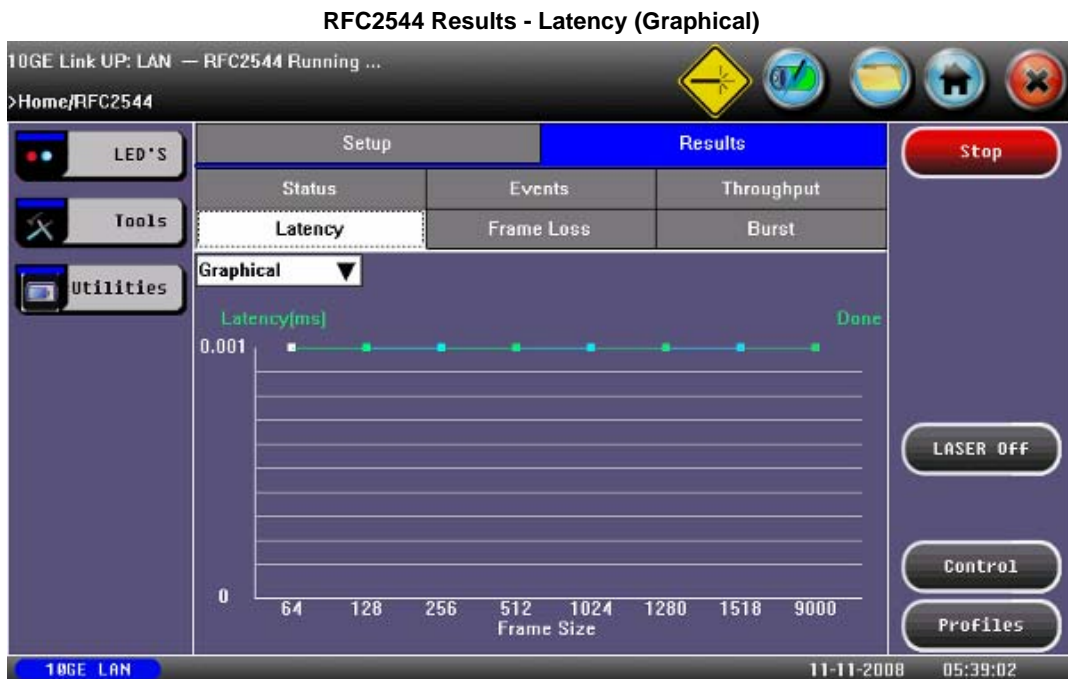 RFC2544 Results - Latency (Graphical)
10GE Link UP: LAN — RFC2544 Running ...
>Home/RFC2544
LED'S
Tools
Utilities
Setup
Results
Status
Events
Throughput
Latency
Frame Loss
Burst
Graphical
Latency(ms)
Done
0.001
0
64 128 256 512 1024 1280 1518 9000
Frame Size
Stop
LASER Off
Control
Profiles
10GE LAN
11-11-2008 05:39:02